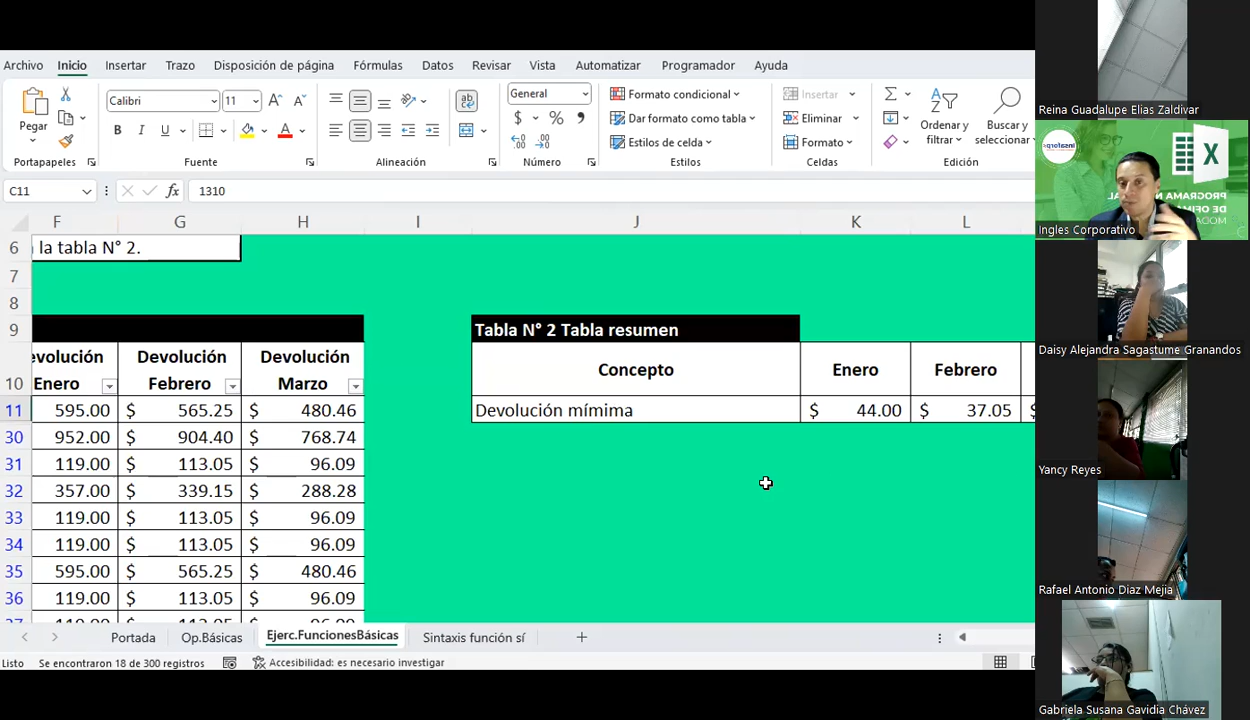 Archivo Inicio Insertar Trazo Disposición de página Fórmulas Datos Revisar Vista Automatizar Programador Ayuda
Pegar
Portapapeles
Calibri 11
N K S
Fuente
ab
Alineación
General
$ % ,
Número
Formato condicional
Dar formato como tabla
Estilos de celda
Estilos
Insertar
Eliminar
Formato
Celdas
Ordenar y filtrar
Buscar y seleccionar
Edición
C11 fx 1310
F G H I J K L
6 la tabla N° 2.
7
8
9 Tabla N° 2 Tabla resumen
10 evolución Enero Devolución Febrero Devolución Marzo Concepto Enero Febrero
11 595.00 $ 565.25 $ 480.46 Devolución mímima $ 44.00 $ 37.05 $
30 952.00 $ 904.40 $ 768.74
31 119.00 $ 113.05 $ 96.09
32 357.00 $ 339.15 $ 288.28
33 119.00 $ 113.05 $ 96.09
34 119.00 $ 113.05 $ 96.09
35 595.00 $ 565.25 $ 480.46
36 119.00 $ 113.05 $ 96.09
Portada Op.Básicas Ejerc.FuncionesBásicas Sintaxis función sí
Listo Se encontraron 18 de 300 registros Accesibilidad: es necesario investigar
Reina Guadalupe Elias Zaldivar
X
Ingles Corporativo
Daisy Alejandra Sagastume Granandos
Yancy Reyes
Rafael Antonio Diaz Mejia
Gabriela Susana Gavidia Chávez